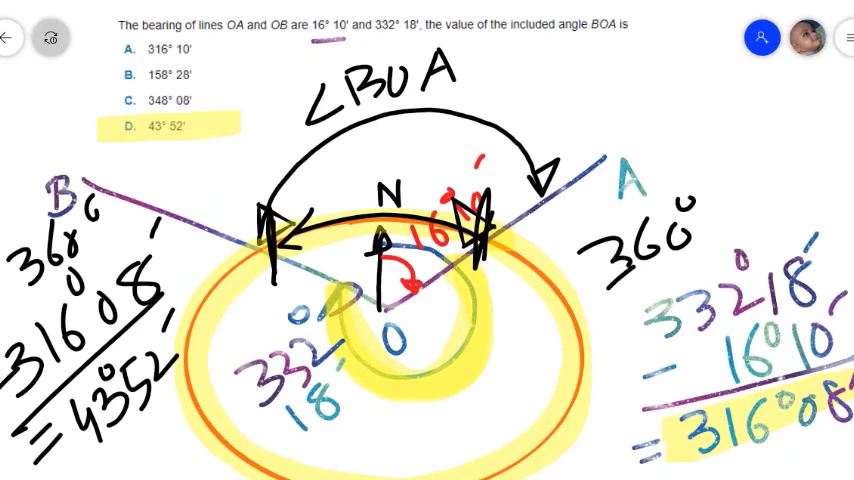 The bearing of lines OA and OB are 16° 10' and 332° 18', the value of the included angle BOA is
A. 316° 10'
B. 158° 28'
C. 348° 08'
D. 43° 52'
∠BOA
B
N
A
16° 10'
360°
360°
316° 08'
= 43° 52'
O
332°
18'
332° 18'
- 16° 10'
= 316° 08'